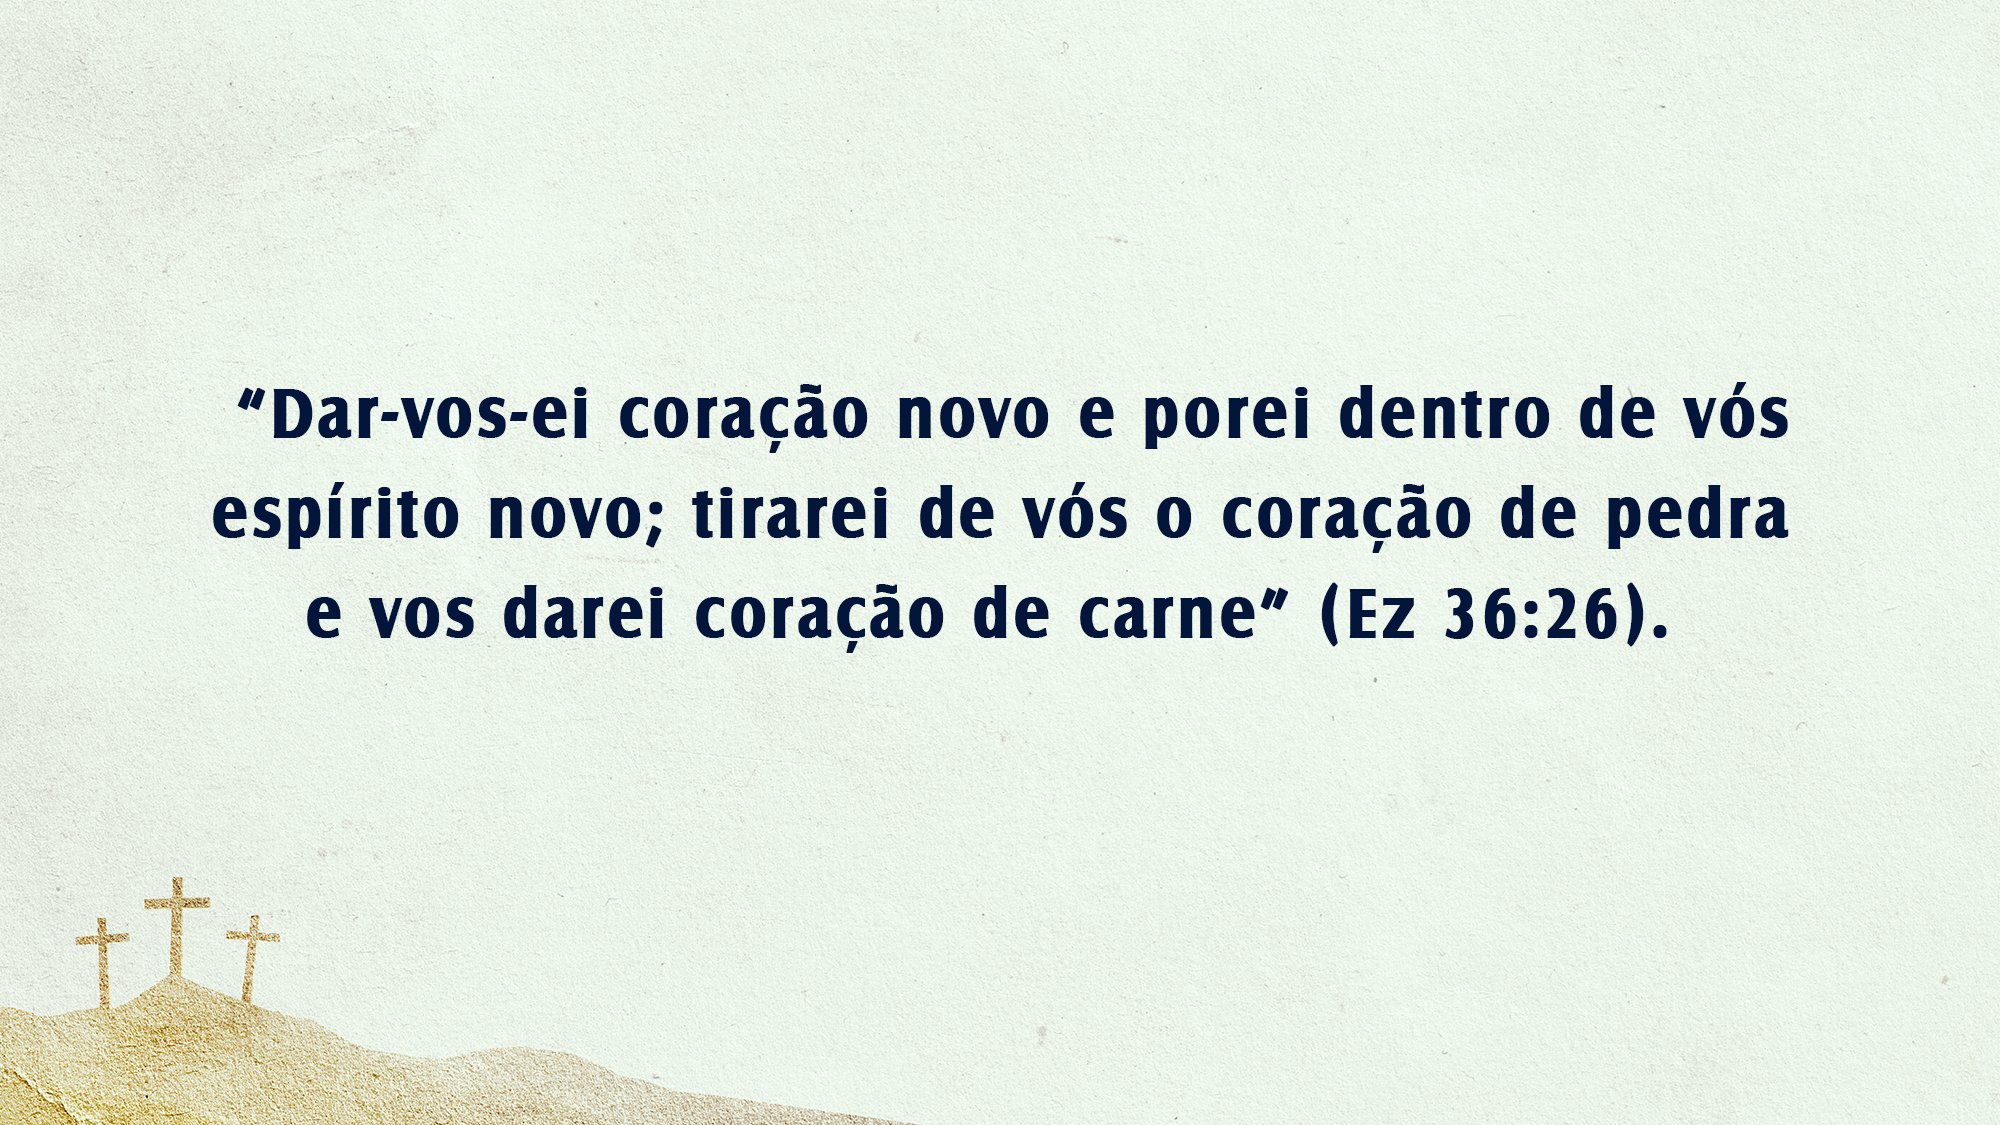 “Dar-vos-ei coração novo e porei dentro de vós
espírito novo; tirarei de vós o coração de pedra
e vos darei coração de carne” (Ez 36:26).